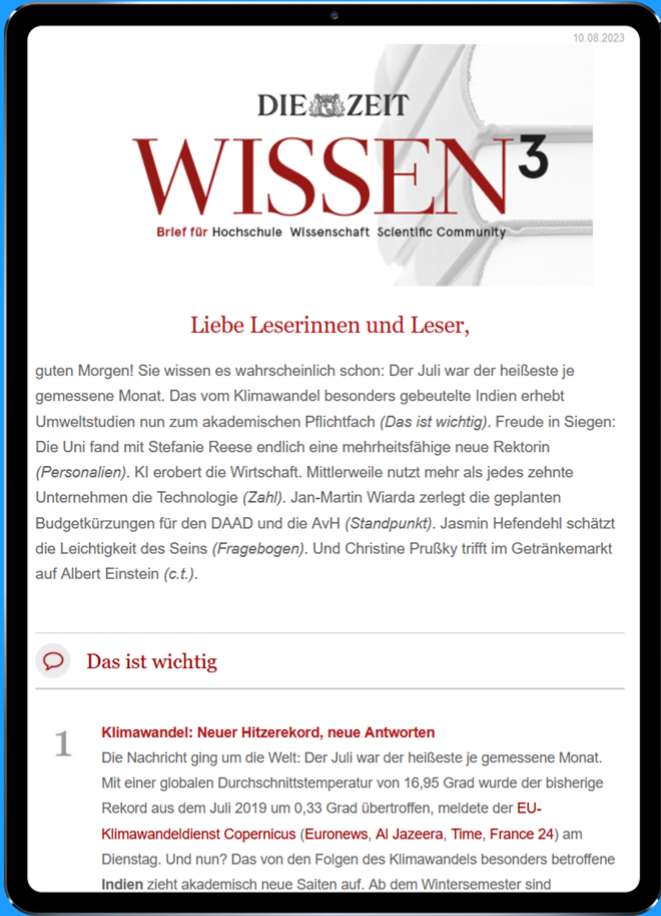 10.08.2023
DIE ZEIT
WISSEN³
Brief für Hochschule Wissenschaft Scientific Community
Liebe Leserinnen und Leser,
guten Morgen! Sie wissen es wahrscheinlich schon: Der Juli war der heißeste je
gemessene Monat. Das vom Klimawandel besonders gebeutelte Indien erhebt
Umweltstudien nun zum akademischen Pflichtfach (Das ist wichtig). Freude in Siegen:
Die Uni fand mit Stefanie Reese endlich eine mehrheitsfähige neue Rektorin
(Personalien). KI erobert die Wirtschaft. Mittlerweile nutzt mehr als jedes zehnte
Unternehmen die Technologie (Zahl). Jan-Martin Wiarda zerlegt die geplanten
Budgetkürzungen für den DAAD und die AvH (Standpunkt). Jasmin Hefendehl schätzt
die Leichtigkeit des Seins (Fragebogen). Und Christine Prußky trifft im Getränkemarkt
auf Albert Einstein (c.t.).
Das ist wichtig
1
Klimawandel: Neuer Hitzerekord, neue Antworten
Die Nachricht ging um die Welt: Der Juli war der heißeste je gemessene Monat.
Mit einer globalen Durchschnittstemperatur von 16,95 Grad wurde der bisherige
Rekord aus dem Juli 2019 um 0,33 Grad übertroffen, meldete der EU-
Klimawandeldienst Copernicus (Euronews, Al Jazeera, Time, France 24) am
Dienstag. Und nun? Das von den Folgen des Klimawandels besonders betroffene
Indien zieht akademisch neue Saiten auf. Ab dem Wintersemester sind